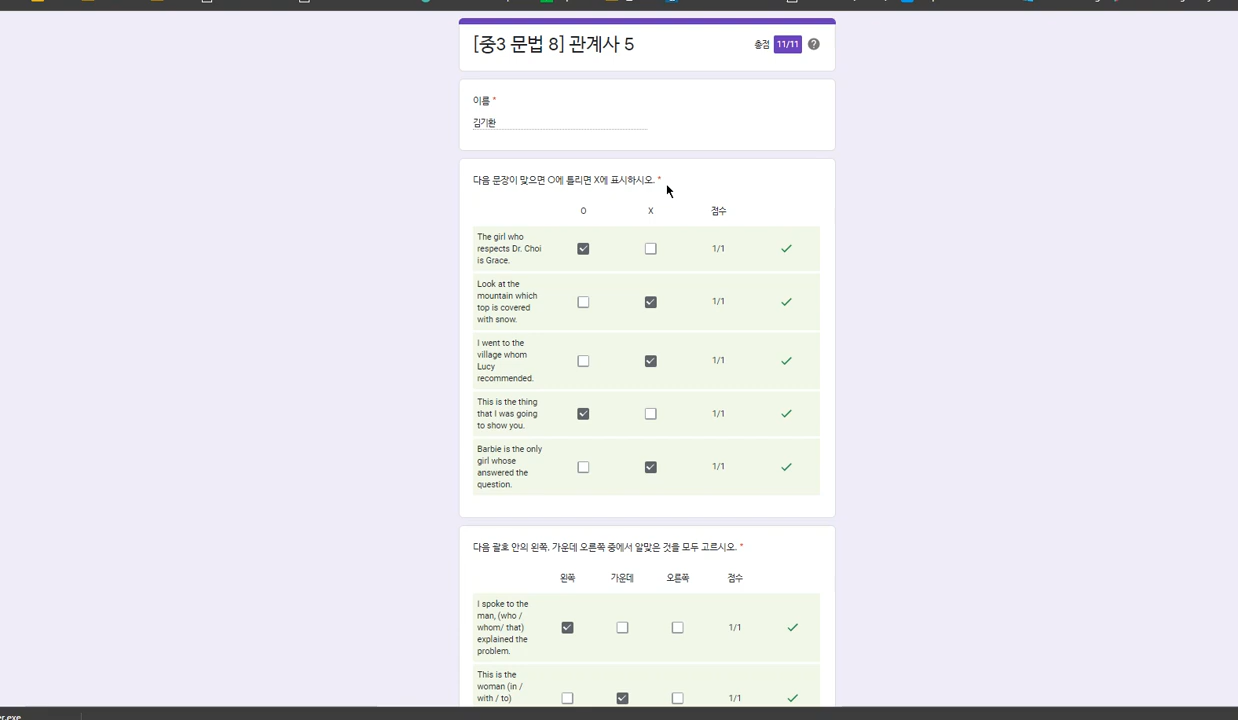 [중3 문법 8] 관계사 5
총점 11/11 ?
이름 *
김기환
다음 문장이 맞으면 O에 틀리면 X에 표시하시오. *
O X 점수
The girl who
respects Dr. Choi
is Grace.
1/1
Look at the
mountain which
top is covered
with snow.
1/1
I went to the
village whom
Lucy
recommended.
1/1
This is the thing
that I was going
to show you.
1/1
Barbie is the only
girl whose
answered the
question.
1/1
다음 괄호 안의 왼쪽, 가운데 오른쪽 중에서 알맞은 것을 모두 고르시오. *
왼쪽 가운데 오른쪽 점수
I spoke to the
man, (who /
whom/ that)
explained the
problem.
1/1
This is the
woman (in /
with / to)
1/1